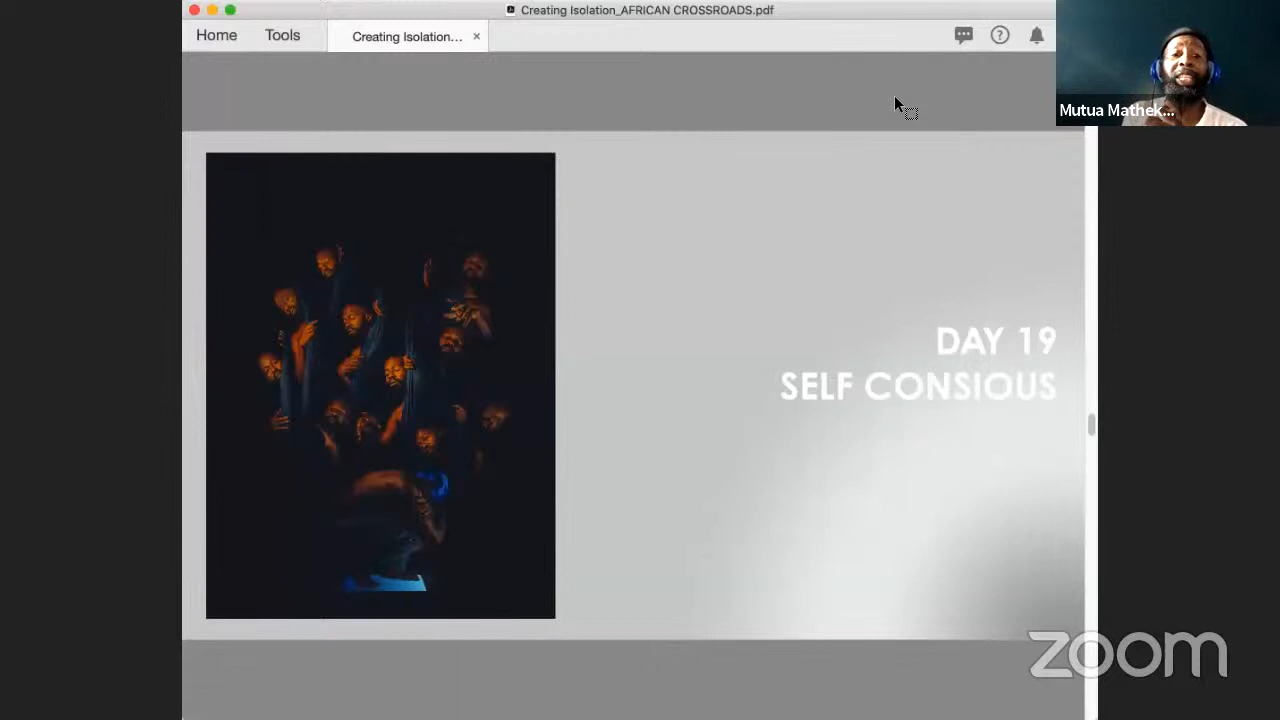 Creating Isolation_AFRICAN CROSSROADS.pdf
Home
Tools
Creating Isolation... ×
Mutua Mathek...
DAY 19
SELF CONSIOUS
zoom